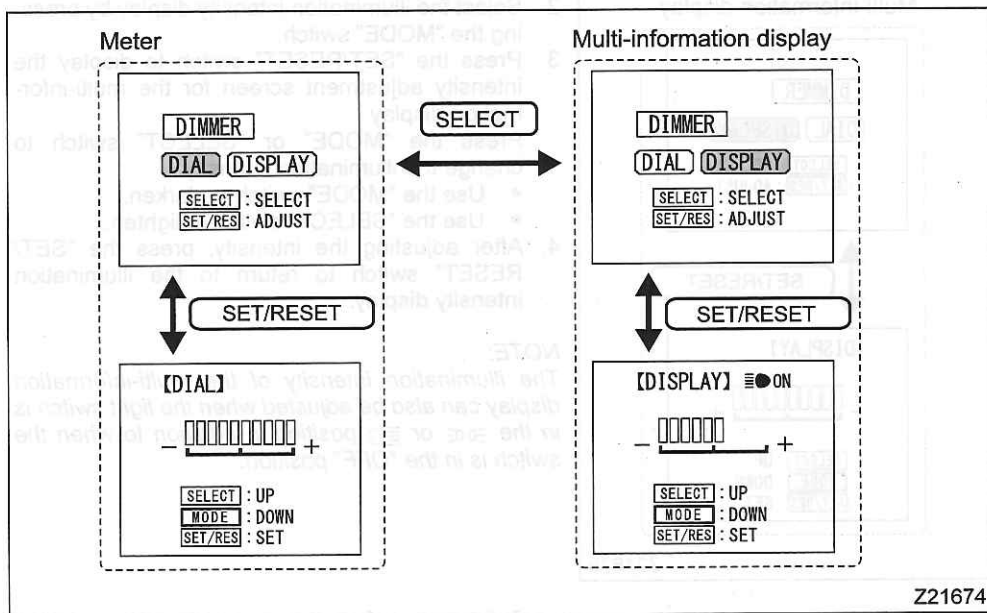 Meter
DIMMER
DIAL DISPLAY
SELECT : SELECT
SET/RES : ADJUST
SET/RESET
【DIAL】
- +
SELECT : UP
MODE : DOWN
SET/RES : SET
SELECT
Multi-information display
DIMMER
DIAL DISPLAY
SELECT : SELECT
SET/RES : ADJUST
SET/RESET
【DISPLAY】 ON
+
SELECT : UP
MODE : DOWN
SET/RES : SET
Z21674